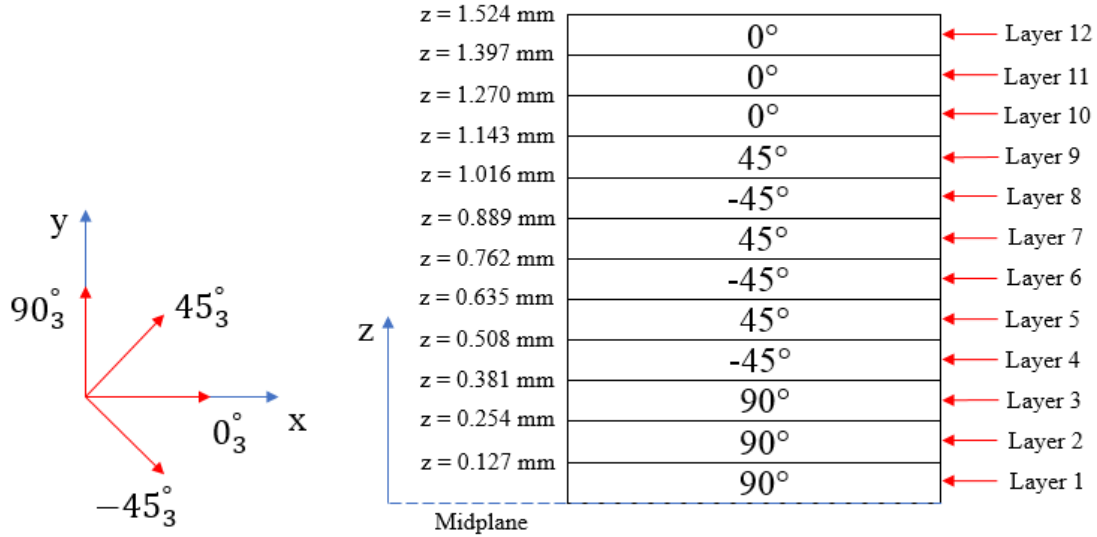 z = 1.524 mm
0°
Layer 12
z = 1.397 mm
0°
Layer 11
z = 1.270 mm
0°
Layer 10
z = 1.143 mm
45°
Layer 9
z = 1.016 mm
-45°
Layer 8
z = 0.889 mm
45°
Layer 7
z = 0.762 mm
-45°
Layer 6
z = 0.635 mm
45°
Layer 5
z = 0.508 mm
-45°
Layer 4
z = 0.381 mm
90°
Layer 3
z = 0.254 mm
90°
Layer 2
z = 0.127 mm
90°
Layer 1
Midplane
z
y
90°₃
45°₃
x
0°₃
−45°₃